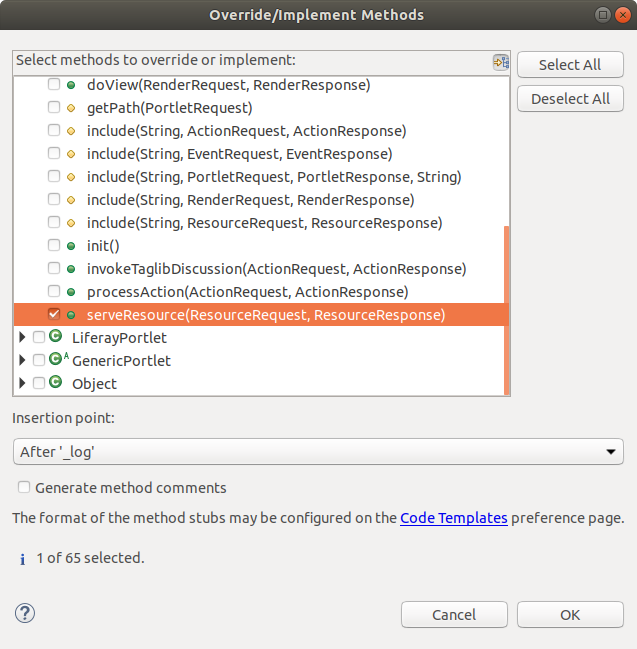 Override/Implement Methods
Select methods to override or implement:
Select All
doView(RenderRequest, RenderResponse)
Deselect All
getPath(PortletRequest)
include(String, ActionRequest, ActionResponse)
include(String, EventRequest, EventResponse)
include(String, PortletRequest, PortletResponse, String)
include(String, RenderRequest, RenderResponse)
include(String, ResourceRequest, ResourceResponse)
init()
invokeTaglibDiscussion(ActionRequest, ActionResponse)
processAction(ActionRequest, ActionResponse)
serveResource(ResourceRequest, ResourceResponse)
LiferayPortlet
GenericPortlet
Object
Insertion point:
After '_log'
Generate method comments
The format of the method stubs may be configured on the Code Templates preference page.
1 of 65 selected.
Cancel
OK